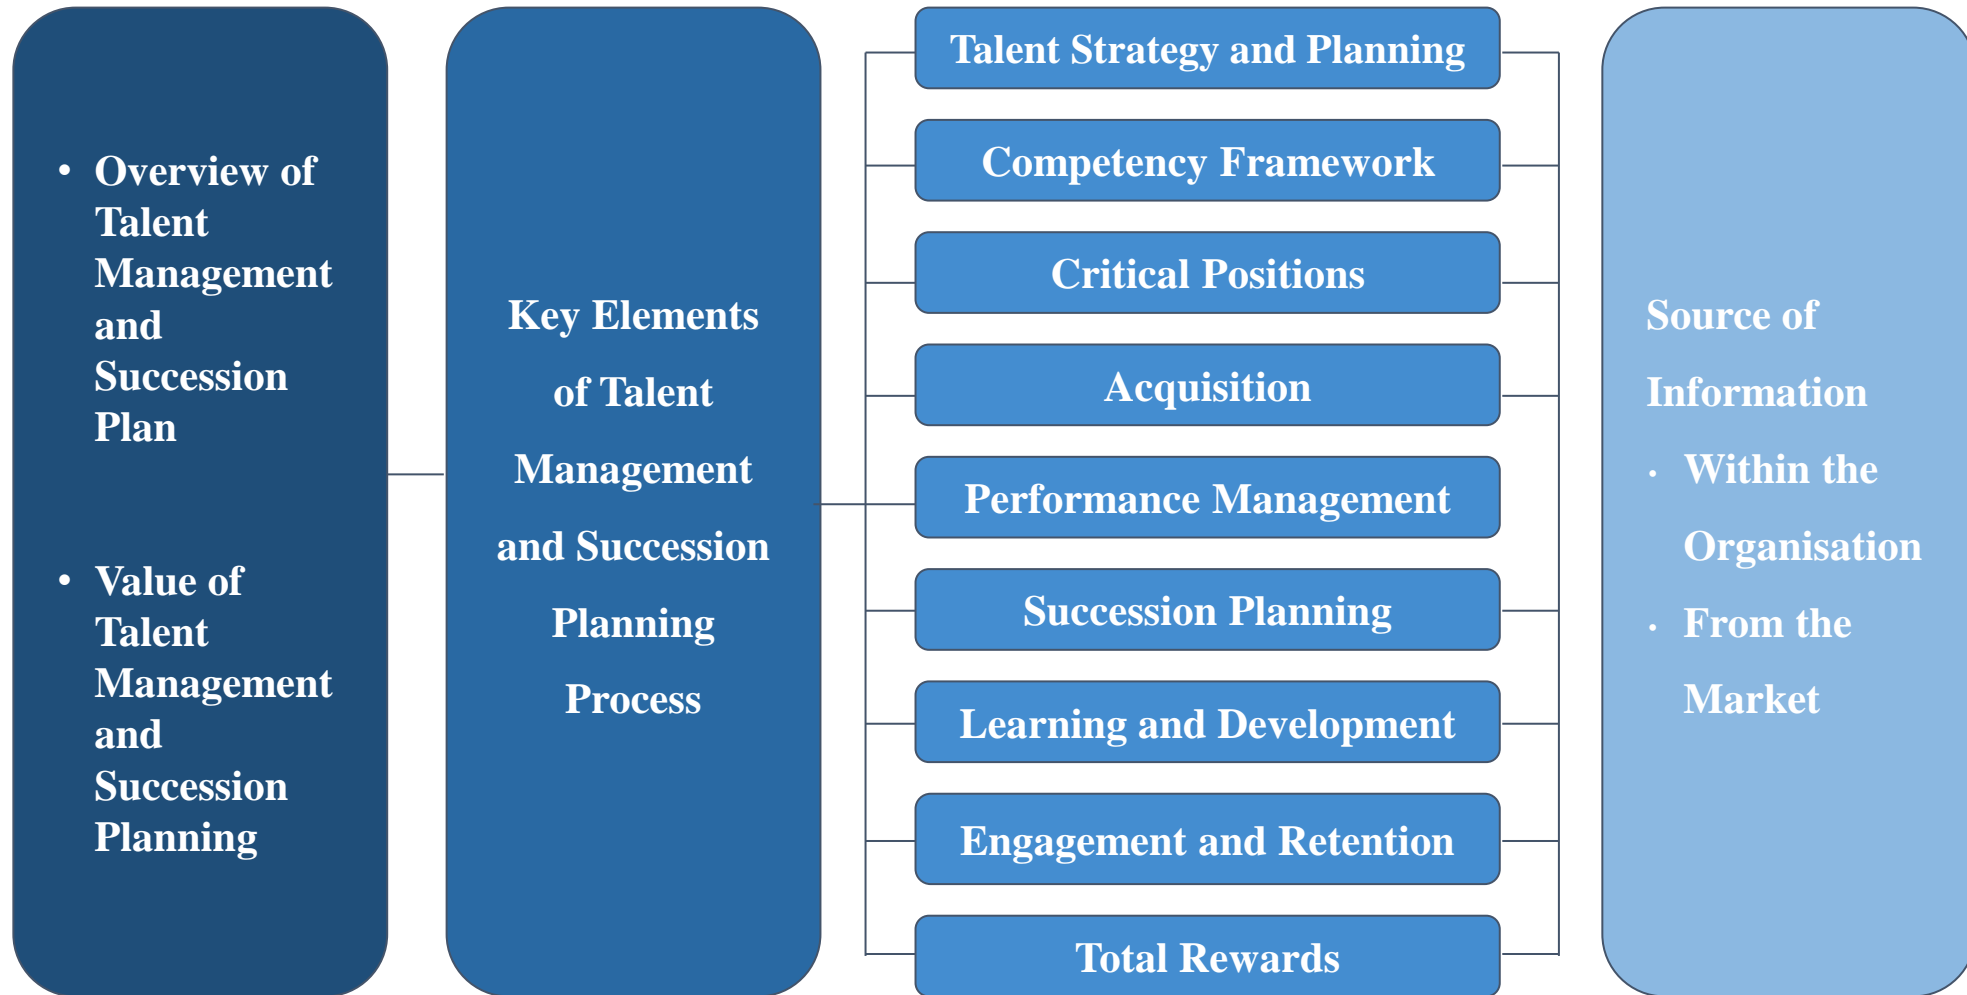 • Overview of
Talent
Management
and
Succession
Plan
• Value of
Talent
Management
and
Succession
Planning
Key Elements
of Talent
Management
and Succession
Planning
Process
Talent Strategy and Planning
Competency Framework
Critical Positions
Acquisition
Performance Management
Succession Planning
Learning and Development
Engagement and Retention
Total Rewards
Source of
Information
• Within the
Organisation
• From the
Market